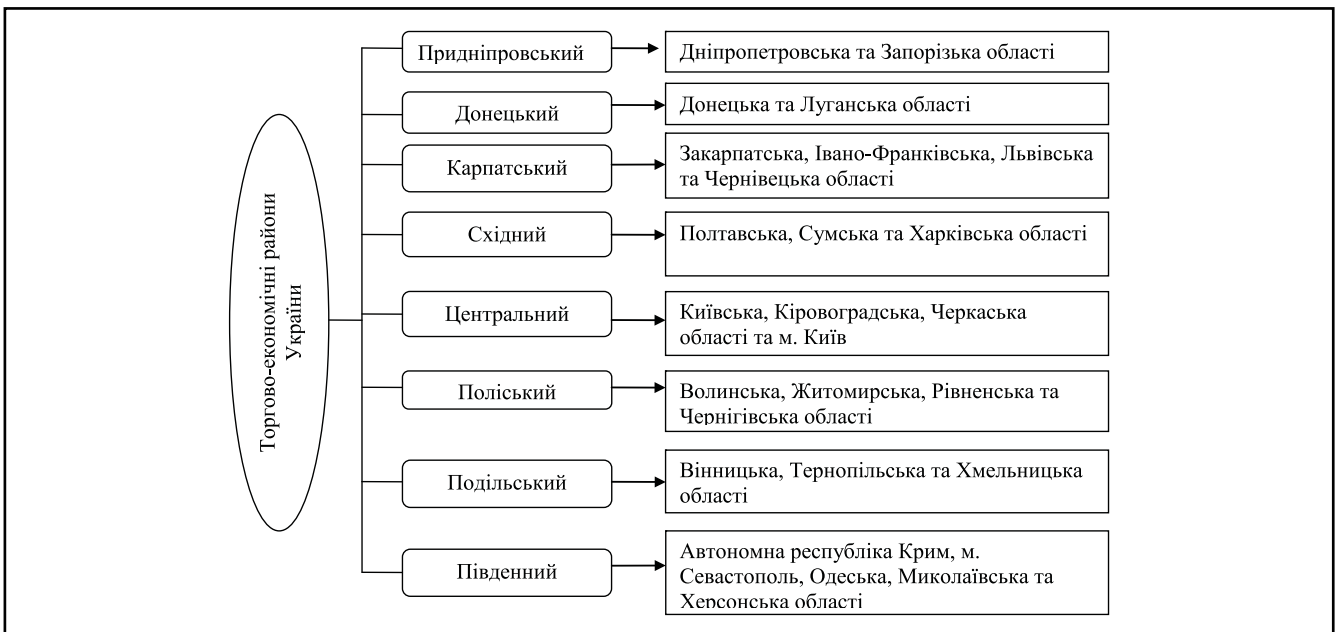 Торгово-економічні райони
України
Придніпровський
Дніпропетровська та Запорізька області
Донецький
Донецька та Луганська області
Карпатський
Закарпатська, Івано-Франківська, Львівська
та Чернівецька області
Східний
Полтавська, Сумська та Харківська області
Центральний
Київська, Кіровоградська, Черкаська
області та м. Київ
Поліський
Волинська, Житомирська, Рівненська та
Чернігівська області
Подільський
Вінницька, Тернопільська та Хмельницька
області
Південний
Автономна республіка Крим, м.
Севастополь, Одеська, Миколаївська та
Херсонська області